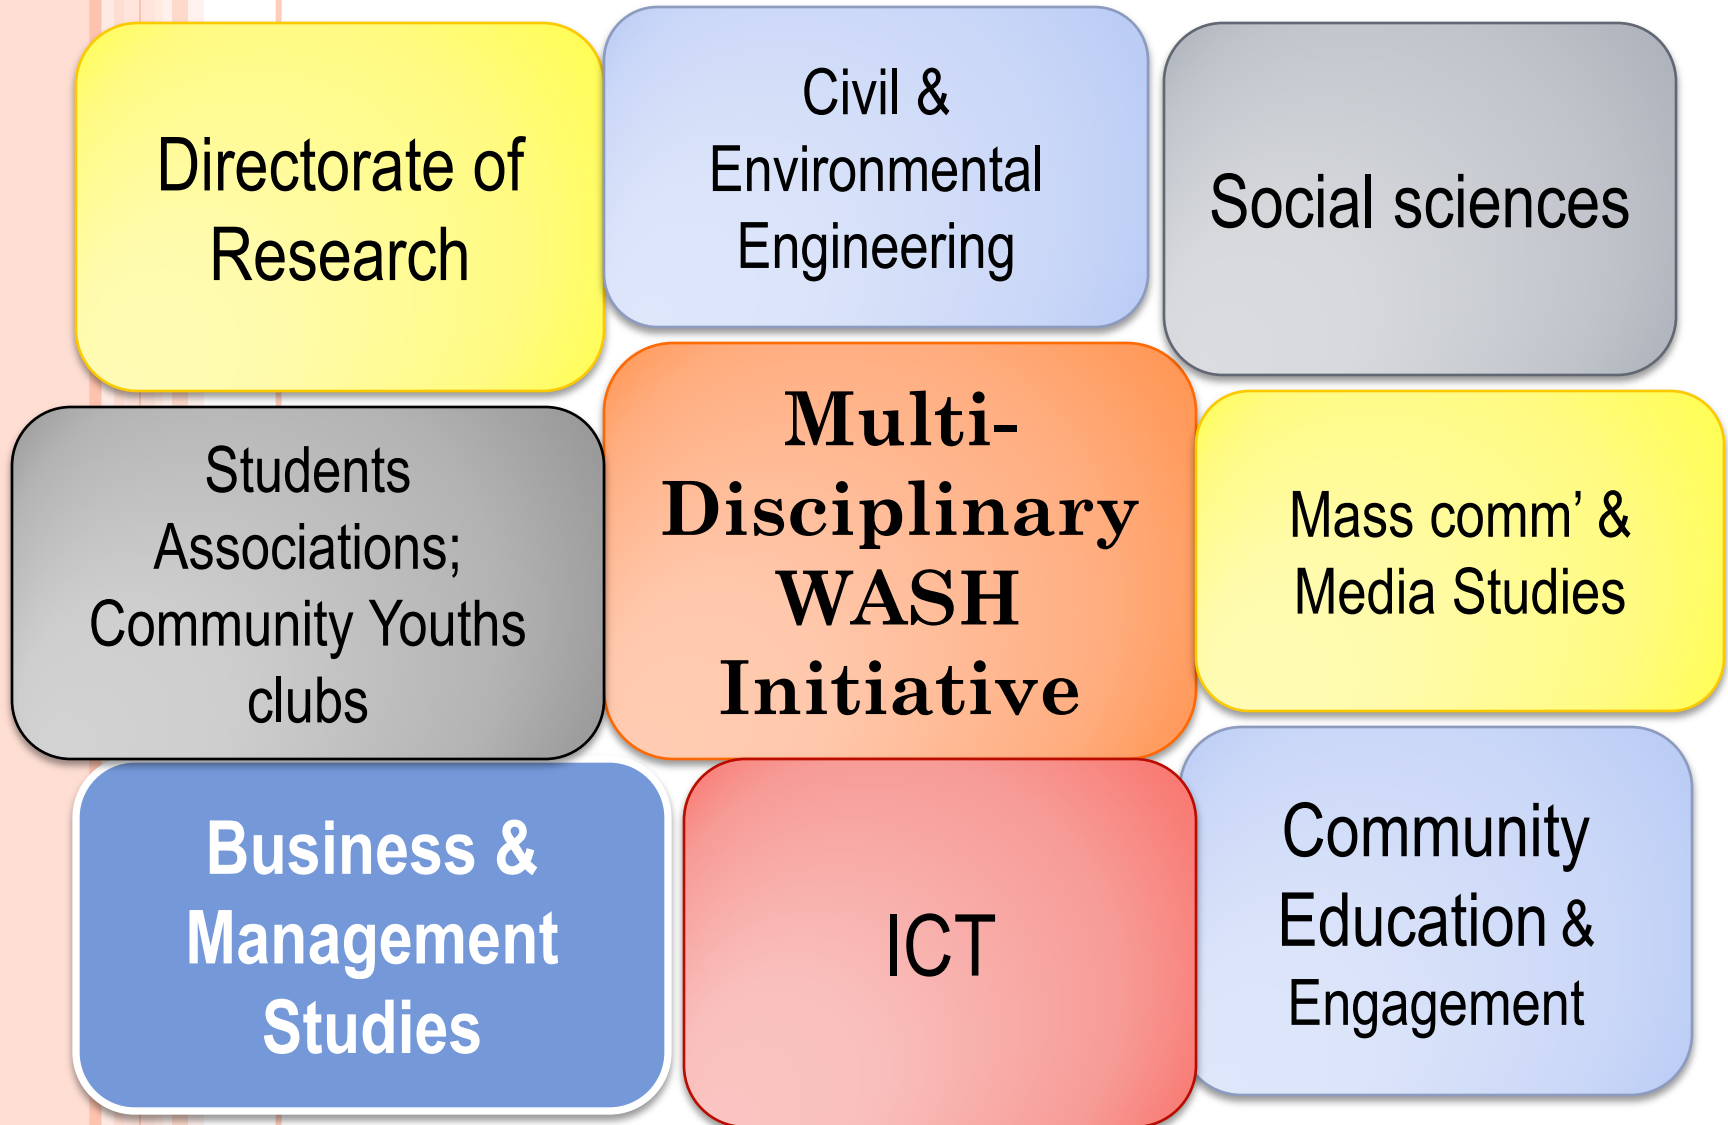 Directorate of
Research
Civil &
Environmental
Engineering
Social sciences
Students
Associations;
Community Youths
clubs
Multi-
Disciplinary
WASH
Initiative
Mass comm’ &
Media Studies
Business &
Management
Studies
ICT
Community
Education &
Engagement